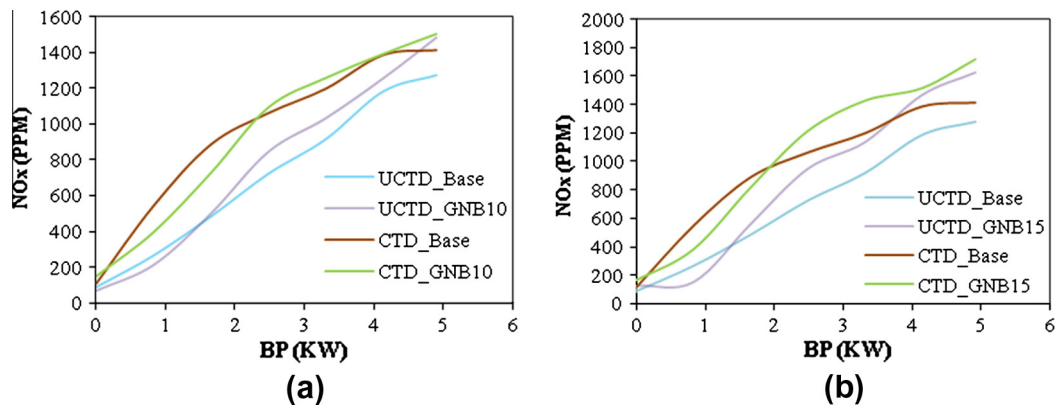 1600
1400
1200
1000
800
600
400
200
0
NOx (PPM)
UCTD_Base
UCTD_GNB10
CTD_Base
CTD_GNB10
0 1 2 3 4 5 6
BP (KW)
(a)
2000
1800
1600
1400
1200
1000
800
600
400
200
0
NOx (PPM)
UCTD_Base
UCTD_GNB15
CTD_Base
CTD_GNB15
0 1 2 3 4 5 6
BP (KW)
(b)